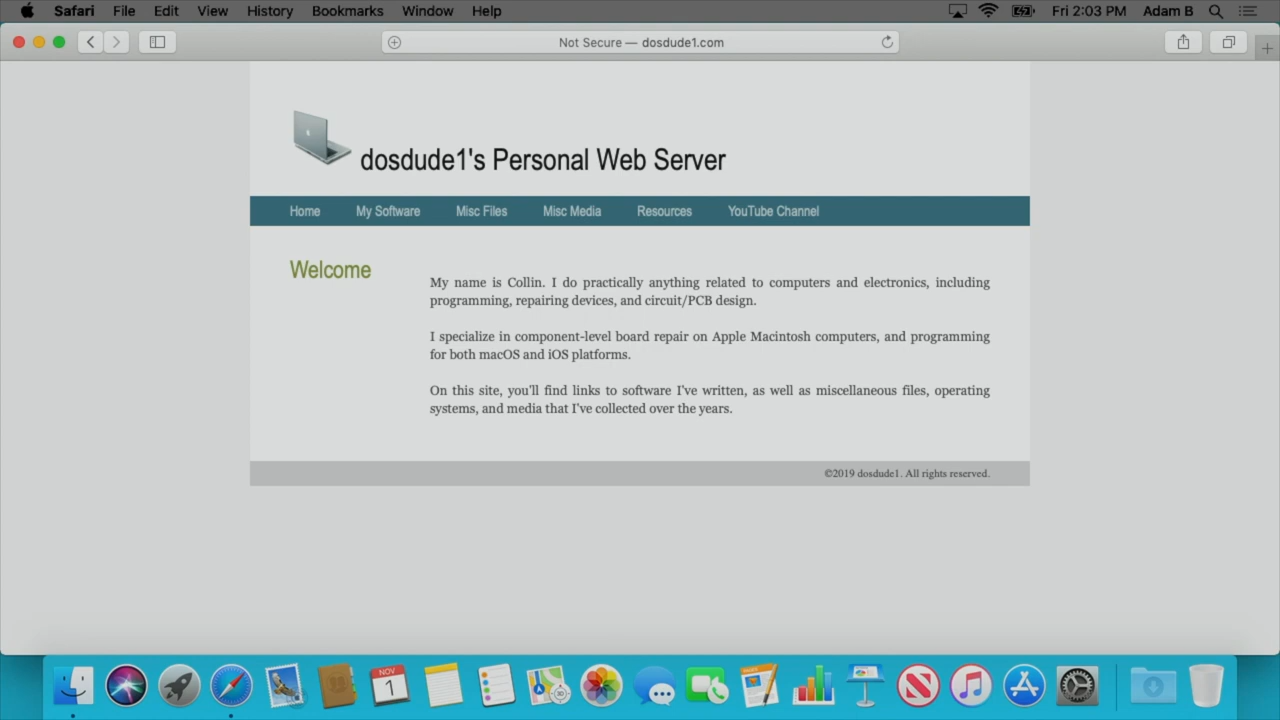 Safari File Edit View History Bookmarks Window Help Fri 2:03 PM Adam B
Not Secure — dosdude1.com
dosdude1's Personal Web Server
Home My Software Misc Files Misc Media Resources YouTube Channel
Welcome
My name is Collin. I do practically anything related to computers and electronics, including
programming, repairing devices, and circuit/PCB design.
I specialize in component-level board repair on Apple Macintosh computers, and programming
for both macOS and iOS platforms.
On this site, you'll find links to software I've written, as well as miscellaneous files, operating
systems, and media that I've collected over the years.
©2019 dosdude1. All rights reserved.
NOV
1